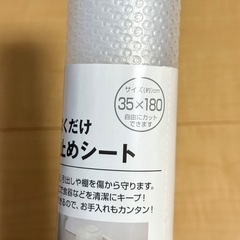 サイズ(約)cm
35×180
自由にカット
できます
くだけ
止めシート
引出しや棚を傷から守ります。
食器などを清潔にキープ!
るので、お手入れもカンタン!